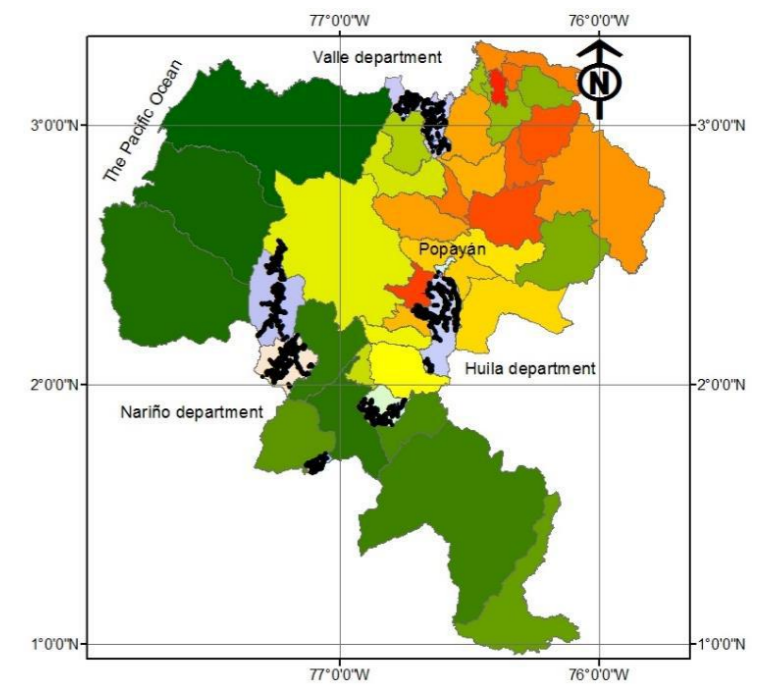 77°0'0"W
76°0'0"W
Valle department
The Pacific Ocean
N
3°0'0"N
3°0'0"N
Popayán
Huila department
2°0'0"N
2°0'0"N
Nariño department
1°0'0"N
1°0'0"N
77°0'0"W
76°0'0"W